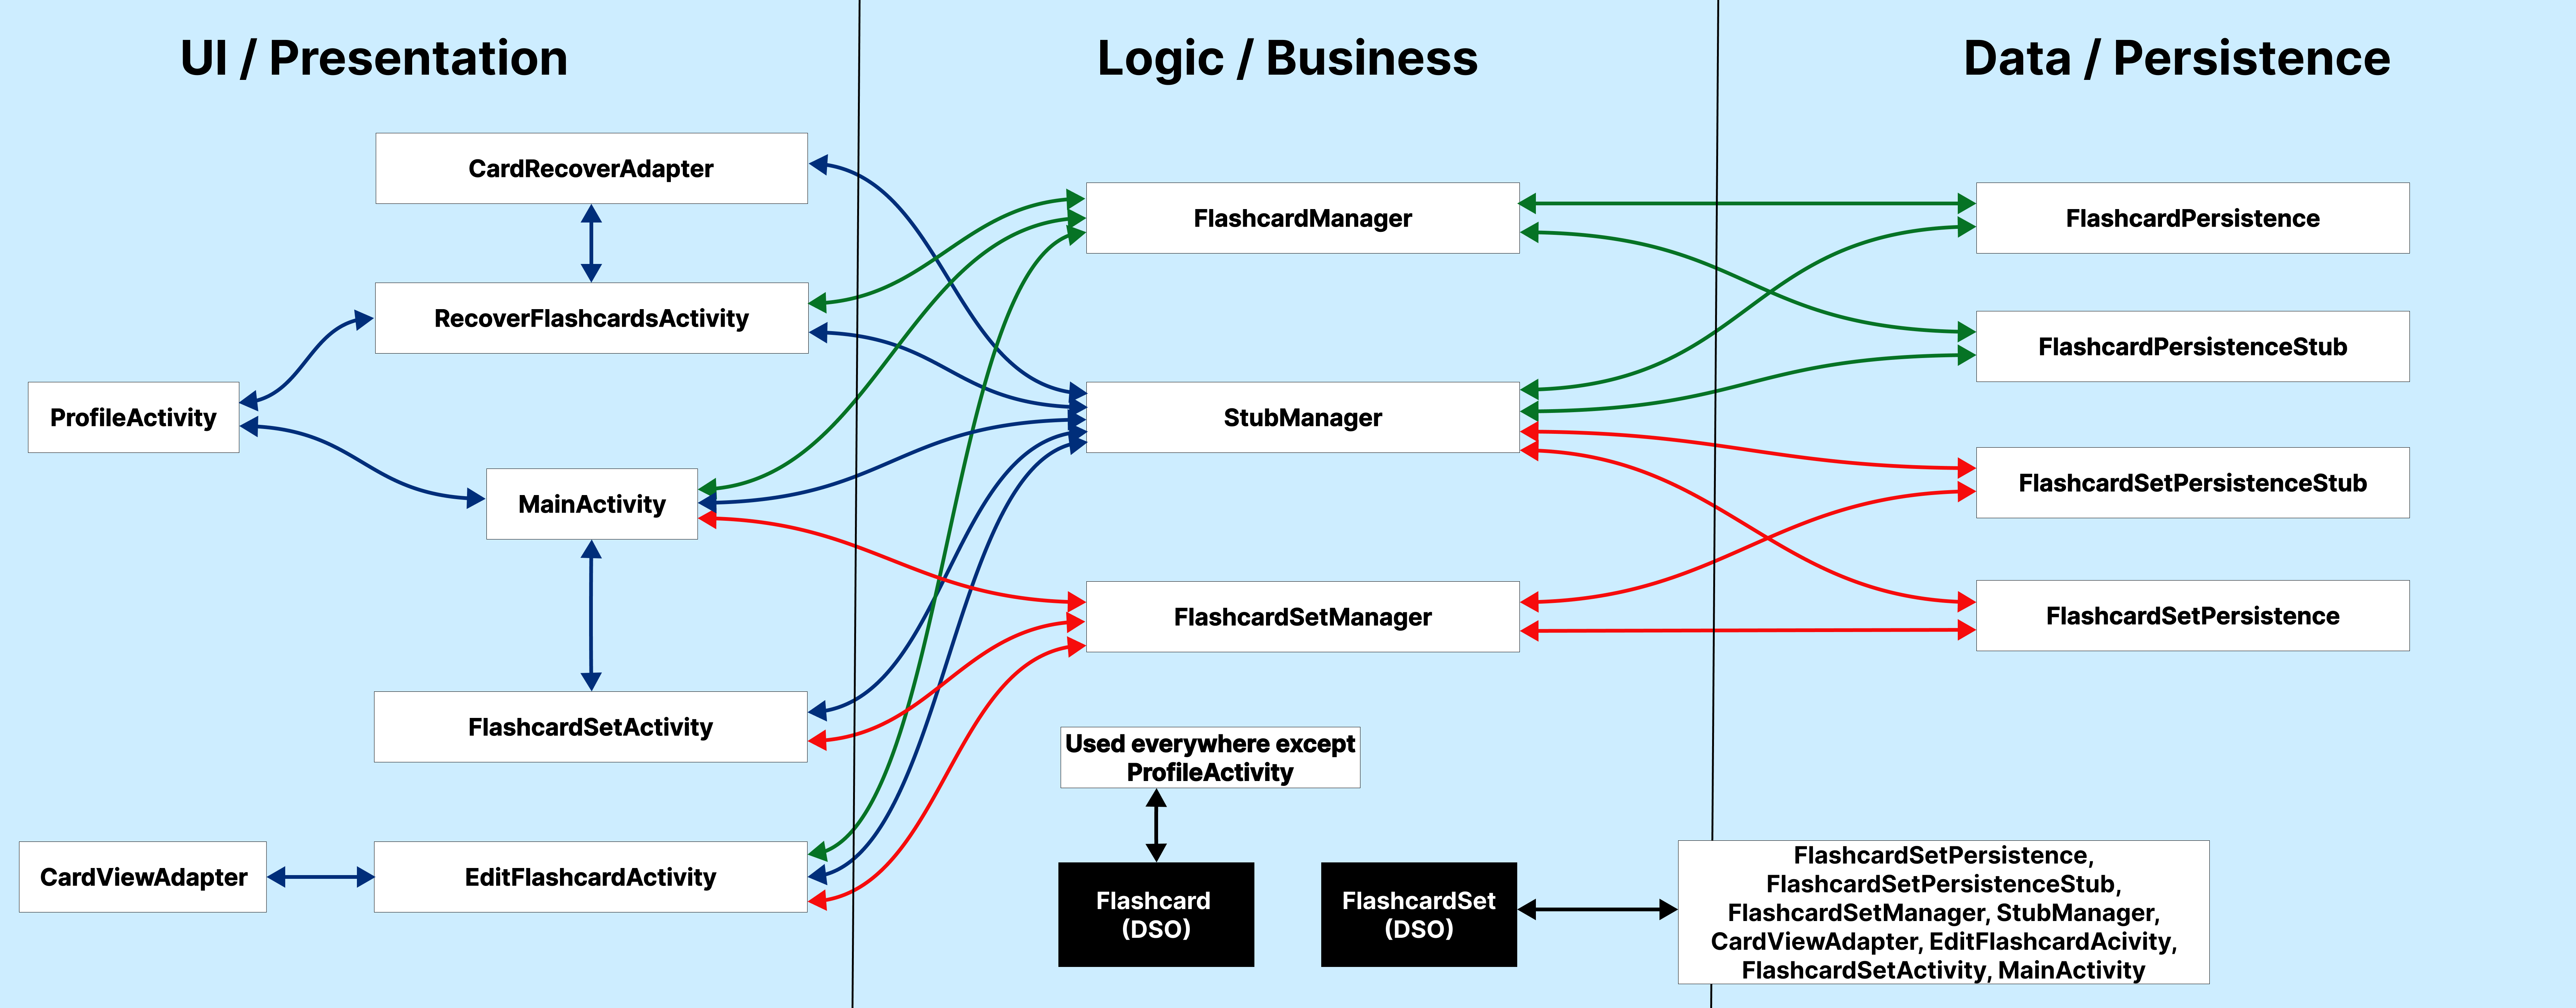 UI / Presentation
Logic / Business
Data / Persistence
CardRecoverAdapter
RecoverFlashcardsActivity
ProfileActivity
MainActivity
FlashcardSetActivity
CardViewAdapter
EditFlashcardActivity
FlashcardManager
StubManager
FlashcardSetManager
Used everywhere except
ProfileActivity
Flashcard
(DSO)
FlashcardSet
(DSO)
FlashcardPersistence
FlashcardPersistenceStub
FlashcardSetPersistenceStub
FlashcardSetPersistence
FlashcardSetPersistence,
FlashcardSetPersistenceStub,
FlashcardSetManager, StubManager,
CardViewAdapter, EditFlashcardAcivity,
FlashcardSetActivity, MainActivity